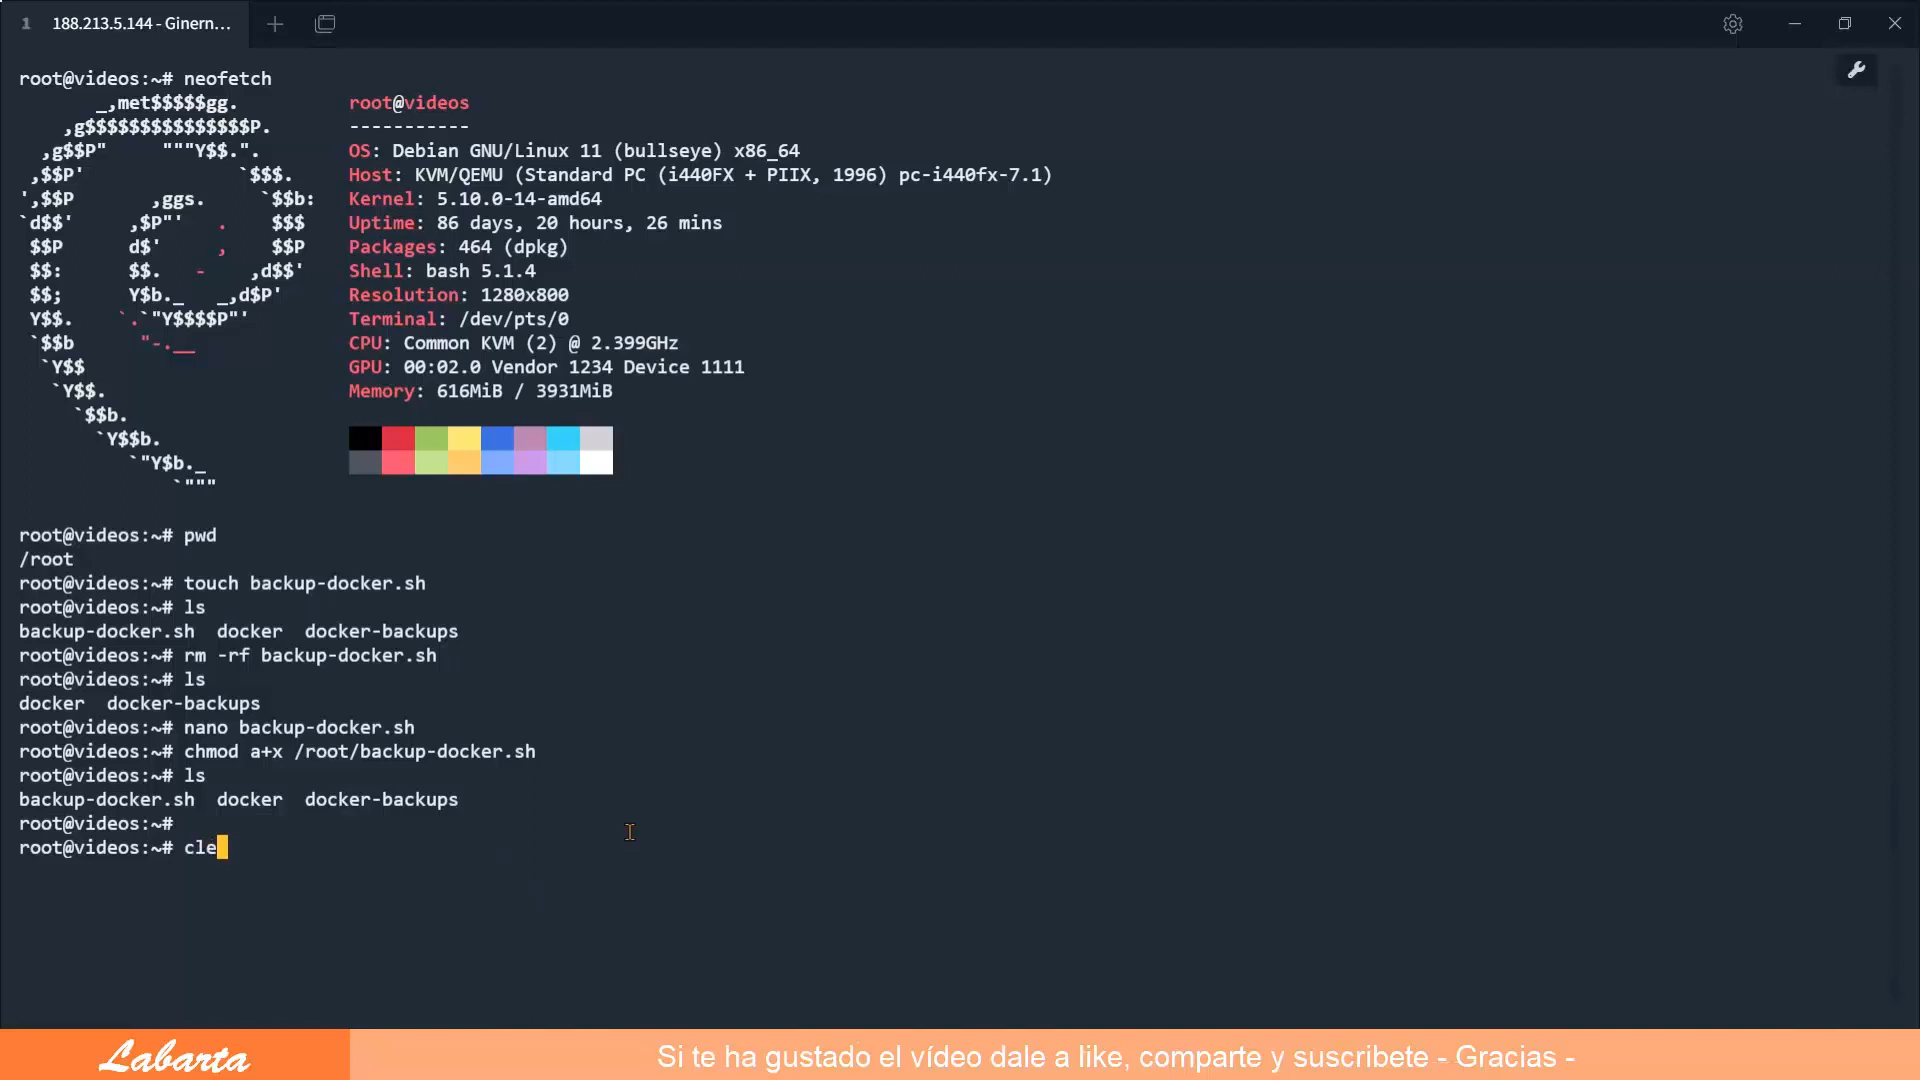 1 188.213.5.144 - Ginern...
root@videos:~# neofetch
_,met$$$$$gg. root@videos
,g$$$$$$$$$$$$$$$P. -----------
,g$$P" """Y$$.". OS: Debian GNU/Linux 11 (bullseye) x86_64
,$$P' `$$$. Host: KVM/QEMU (Standard PC (i440FX + PIIX, 1996) pc-i440fx-7.1)
',$$P ,ggs. `$$b: Kernel: 5.10.0-14-amd64
`d$$' ,$P"' . $$$ Uptime: 86 days, 20 hours, 26 mins
$$P d$' , $$P Packages: 464 (dpkg)
$$: $$. - ,d$$' Shell: bash 5.1.4
$$; Y$b._ _,d$P' Resolution: 1280x800
Y$$. `.`"Y$$$$P"' Terminal: /dev/pts/0
`$$b "-.__ CPU: Common KVM (2) @ 2.399GHz
`Y$$ GPU: 00:02.0 Vendor 1234 Device 1111
`Y$$. Memory: 616MiB / 3931MiB
`$$b.
`Y$$b.
`"Y$b._
`"""
root@videos:~# pwd
/root
root@videos:~# touch backup-docker.sh
root@videos:~# ls
backup-docker.sh docker docker-backups
root@videos:~# rm -rf backup-docker.sh
root@videos:~# ls
docker docker-backups
root@videos:~# nano backup-docker.sh
root@videos:~# chmod a+x /root/backup-docker.sh
root@videos:~# ls
backup-docker.sh docker docker-backups
root@videos:~#
root@videos:~# cle
Labarta Si te ha gustado el vídeo dale a like, comparte y suscribete - Gracias -